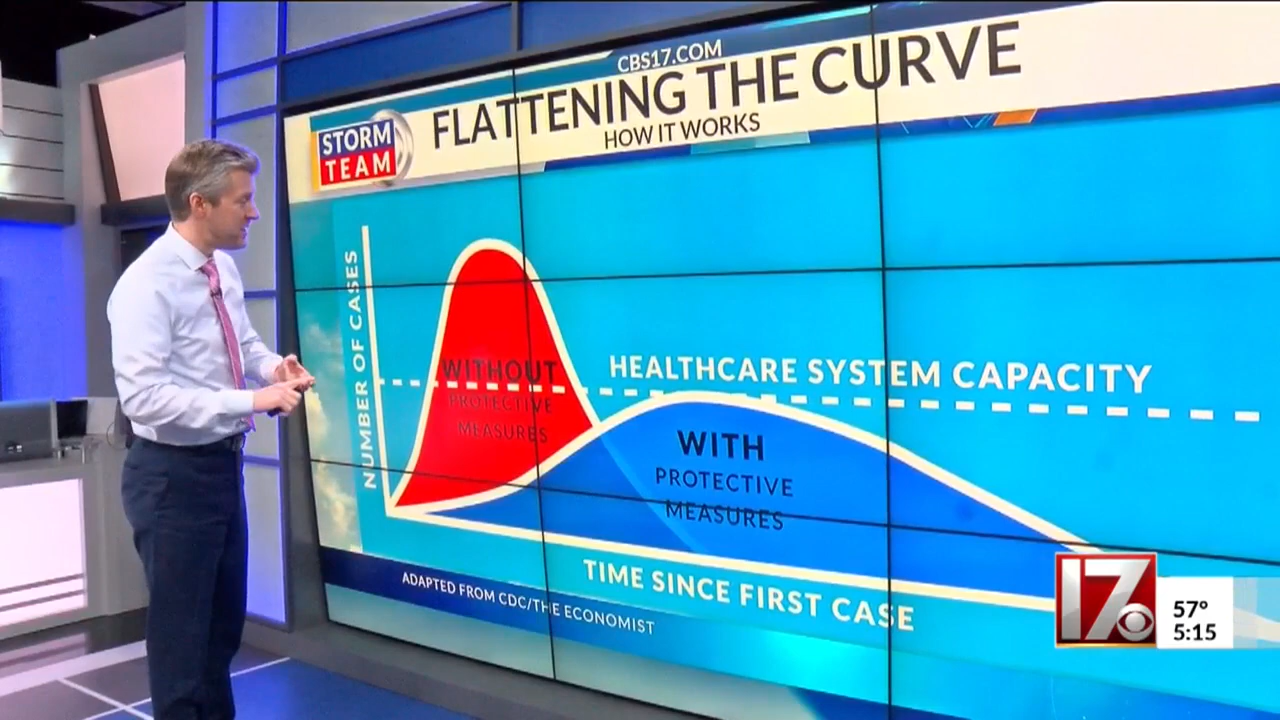 CBS17.COM
FLATTENING THE CURVE
HOW IT WORKS
STORM
TEAM
NUMBER OF CASES
HEALTHCARE SYSTEM CAPACITY
WITHOUT
PROTECTIVE
MEASURES
WITH
PROTECTIVE
MEASURES
TIME SINCE FIRST CASE
ADAPTED FROM CDC/THE ECONOMIST
17
57°
5:15